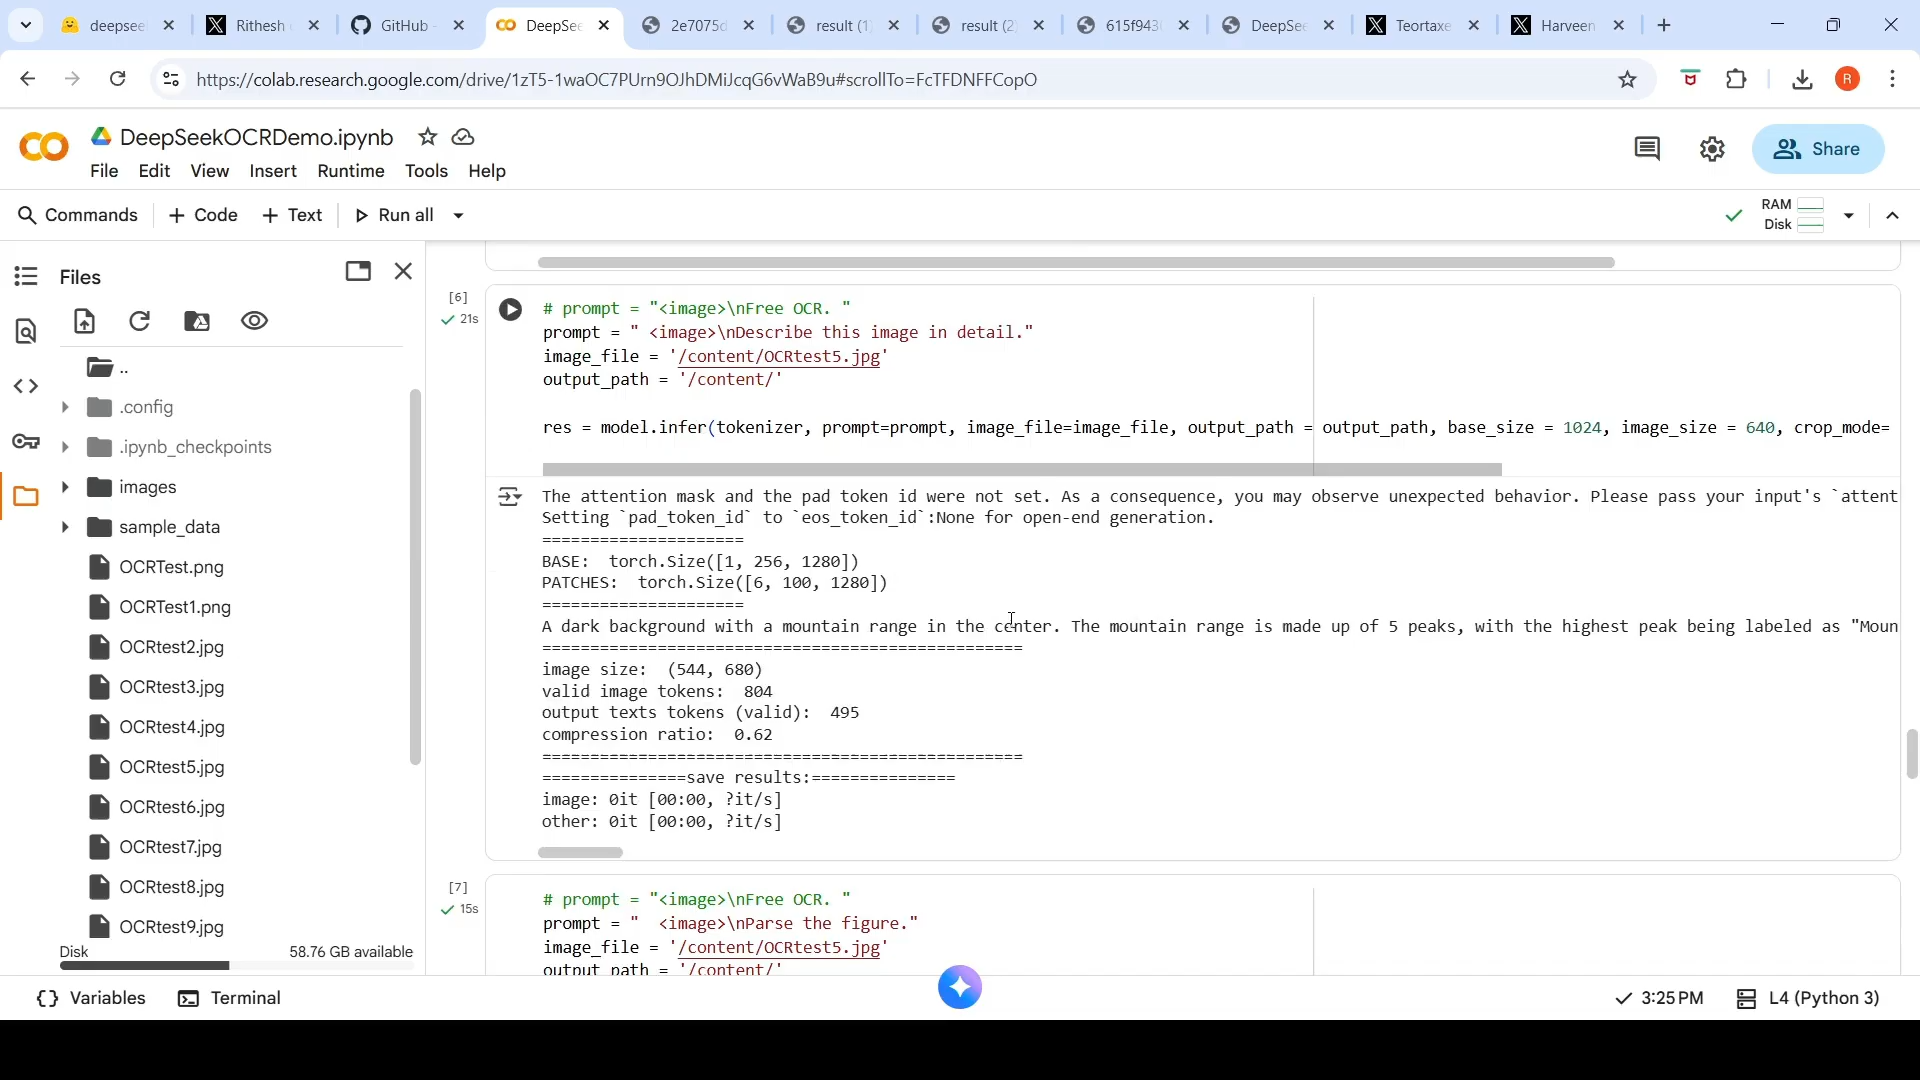 deepsee
Rithesh
GitHub -
DeepSee
2e7075d
result (1)
result (2)
615f943
DeepSee
Teortaxe
Harveen
https://colab.research.google.com/drive/1zT5-1waOC7PUrn9OJhDMiJcqG6vWaB9u#scrollTo=FcTFDNFFCopO
R
DeepSeekOCRDemo.ipynb
File Edit View Insert Runtime Tools Help
Share
Commands + Code + Text Run all
RAM
Disk
Files
..
.config
.ipynb_checkpoints
images
sample_data
OCRTest.png
OCRTest1.png
OCRtest2.jpg
OCRtest3.jpg
OCRtest4.jpg
OCRtest5.jpg
OCRtest6.jpg
OCRtest7.jpg
OCRtest8.jpg
OCRtest9.jpg
Disk 58.76 GB available
[6]
21s
# prompt = "<image>\nFree OCR. "
prompt = " <image>\nDescribe this image in detail."
image_file = '/content/OCRtest5.jpg'
output_path = '/content/'
res = model.infer(tokenizer, prompt=prompt, image_file=image_file, output_path = output_path, base_size = 1024, image_size = 640, crop_mode=
The attention mask and the pad token id were not set. As a consequence, you may observe unexpected behavior. Please pass your input's `attent
Setting `pad_token_id` to `eos_token_id`:None for open-end generation.
=====================
BASE:  torch.Size([1, 256, 1280])
PATCHES:  torch.Size([6, 100, 1280])
=====================
A dark background with a mountain range in the center. The mountain range is made up of 5 peaks, with the highest peak being labeled as "Moun
==================================================
image size:  (544, 680)
valid image tokens:  804
output texts tokens (valid):  495
compression ratio:  0.62
==================================================
===============save results:===============
image: 0it [00:00, ?it/s]
other: 0it [00:00, ?it/s]
[7]
15s
# prompt = "<image>\nFree OCR. "
prompt = "  <image>\nParse the figure."
image_file = '/content/OCRtest5.jpg'
output_path = '/content/'
Variables
Terminal
3:25 PM
L4 (Python 3)